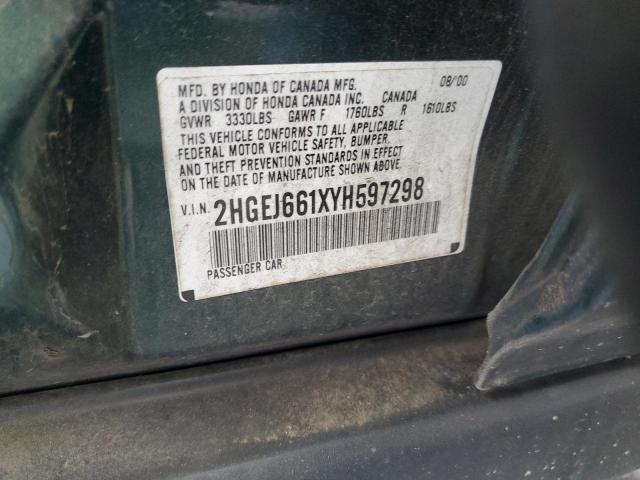 MFD. BY HONDA OF CANADA MFG. 08/00
A DIVISION OF HONDA CANADA INC. CANADA
GVWR 3330LBS GAWR F 1760LBS R 1610LBS
THIS VEHICLE CONFORMS TO ALL APPLICABLE
FEDERAL MOTOR VEHICLE SAFETY, BUMPER,
AND THEFT PREVENTION STANDARDS IN EFFECT
ON THE DATE OF MANUFACTURE SHOWN ABOVE.
V.I.N. 2HGEJ661XYH597298
PASSENGER CAR